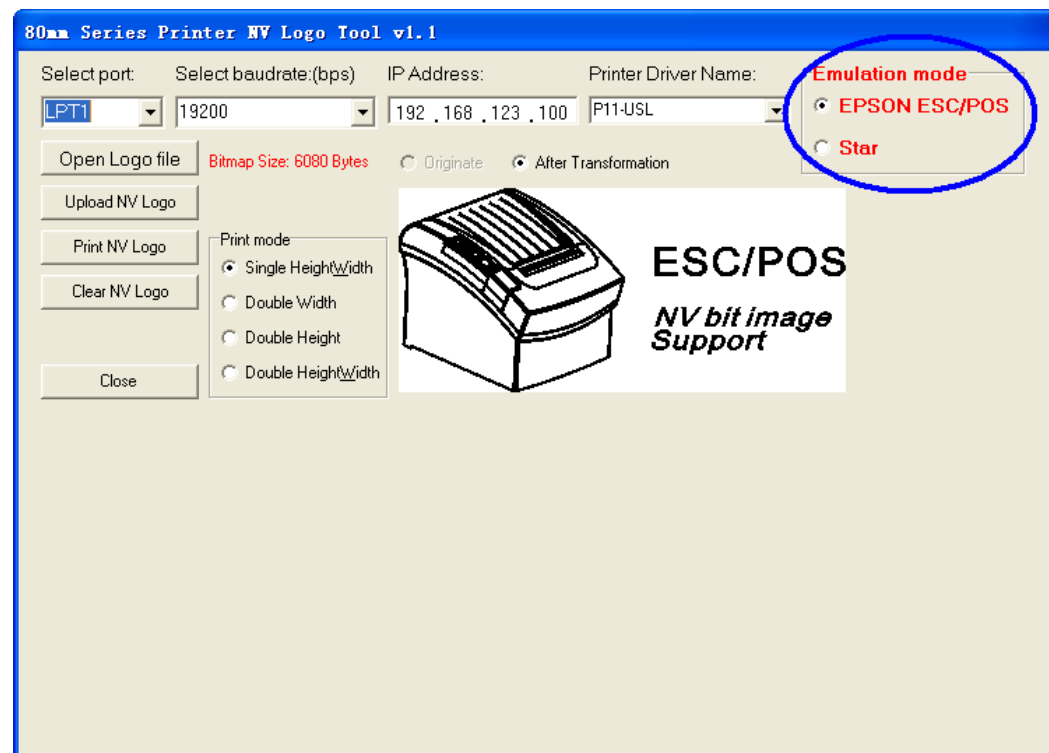 80mm Series Printer NV Logo Tool v1.1
Select port: Select baudrate:(bps) IP Address: Printer Driver Name: Emulation mode
LPT1 19200 192 . 168 . 123 . 100 P11-USL EPSON ESC/POS
Star
Open Logo file Bitmap Size: 6080 Bytes Originate After Transformation
Upload NV Logo
Print NV Logo
Clear NV Logo
Close
Print mode
Single HeightWidth
Double Width
Double Height
Double HeightWidth
ESC/POS
NV bit image
Support